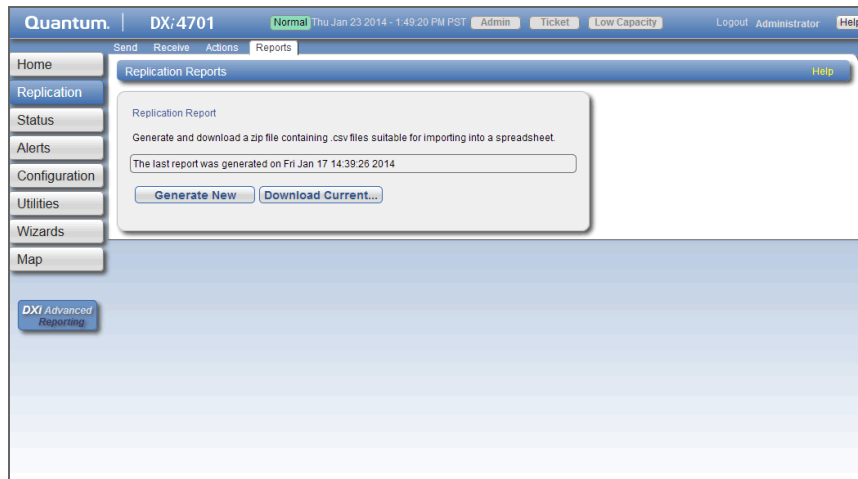 Quantum. DXi4701 Normal Thu Jan 23 2014 - 1:49:20 PM PST Admin Ticket Low Capacity Logout Administrator Help
Send Receive Actions Reports
Home
Replication Reports Help
Replication
Replication Report
Status
Generate and download a zip file containing .csv files suitable for importing into a spreadsheet.
Alerts
The last report was generated on Fri Jan 17 14:39:26 2014
Configuration
Generate New Download Current...
Utilities
Wizards
Map
DXi Advanced
Reporting